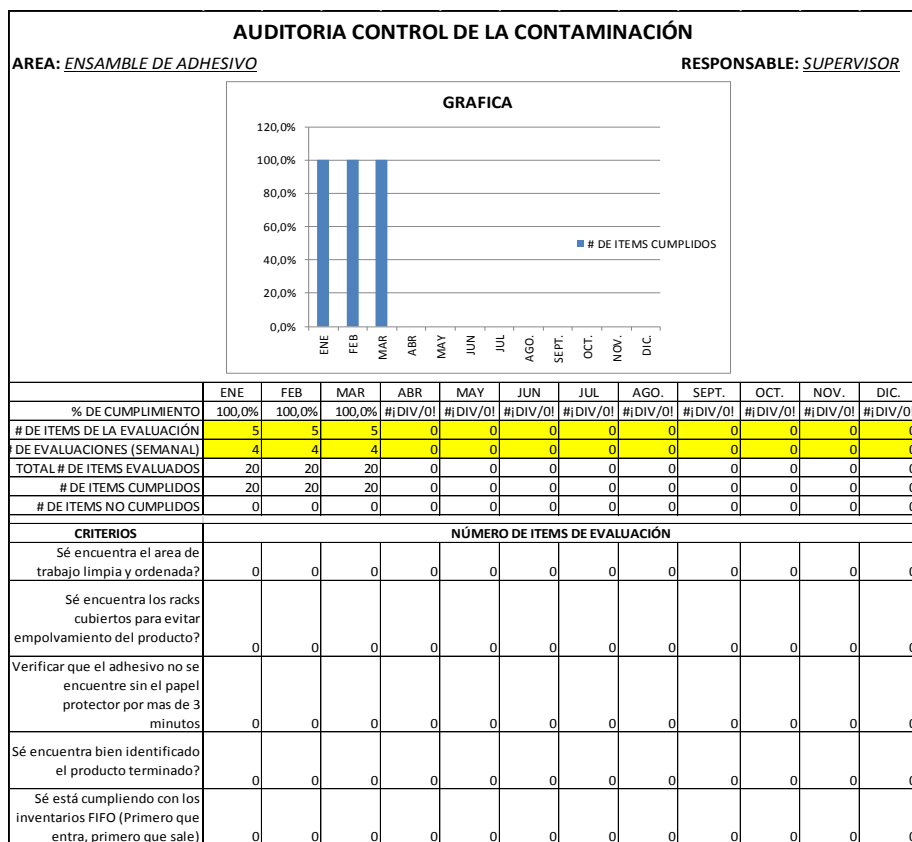 AUDITORIA CONTROL DE LA CONTAMINACIÓN
AREA: ENSAMBLE DE ADHESIVO RESPONSABLE: SUPERVISOR
GRAFICA
120,0%
100,0%
80,0%
60,0%
40,0%
20,0%
0,0%
# DE ITEMS CUMPLIDOS
ENE FEB MAR ABR MAY JUN JUL AGO. SEPT. OCT. NOV. DIC.
ENE FEB MAR ABR MAY JUN JUL AGO. SEPT. OCT. NOV. DIC.
% DE CUMPLIMIENTO 100,0% 100,0% 100,0% #¡DIV/0! #¡DIV/0! #¡DIV/0! #¡DIV/0! #¡DIV/0! #¡DIV/0! #¡DIV/0! #¡DIV/0! #¡DIV/0!
# DE ITEMS DE LA EVALUACIÓN 5 5 5 0 0 0 0 0 0 0 0 0
# DE EVALUACIONES (SEMANAL) 4 4 4 0 0 0 0 0 0 0 0 0
TOTAL # DE ITEMS EVALUADOS 20 20 20 0 0 0 0 0 0 0 0 0
# DE ITEMS CUMPLIDOS 20 20 20 0 0 0 0 0 0 0 0 0
# DE ITEMS NO CUMPLIDOS 0 0 0 0 0 0 0 0 0 0 0 0
CRITERIOS NÚMERO DE ITEMS DE EVALUACIÓN
Sé encuentra el area de
trabajo limpia y ordenada? 0 0 0 0 0 0 0 0 0 0 0 0
Sé encuentra los racks
cubiertos para evitar
empolvamiento del producto? 0 0 0 0 0 0 0 0 0 0 0 0
Verificar que el adhesivo no se
encuentre sin el papel
protector por mas de 3
minutos 0 0 0 0 0 0 0 0 0 0 0 0
Sé encuentra bien identificado
el producto terminado? 0 0 0 0 0 0 0 0 0 0 0 0
Sé está cumpliendo con los
inventarios FIFO (Primero que
entra, primero que sale) 0 0 0 0 0 0 0 0 0 0 0 0